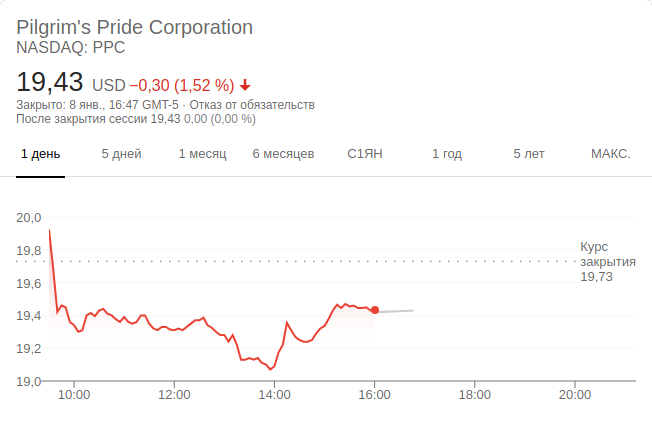 Pilgrim's Pride Corporation
NASDAQ: PPC
19,43 USD −0,30 (1,52 %)
Закрыто: 8 янв., 16:47 GMT-5 · Отказ от обязательств
После закрытия сессии 19,43 0,00 (0,00 %)
1 день 5 дней 1 месяц 6 месяцев С1ЯН 1 год 5 лет МАКС.
20,0
19,8
19,6
19,4
19,2
19,0
Курс
закрытия
19,73
10:00 12:00 14:00 16:00 18:00 20:00